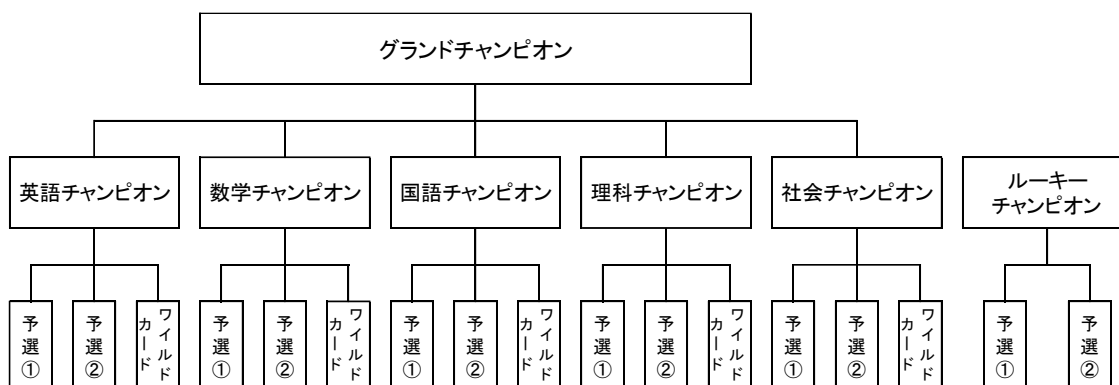 グランドチャンピオン
英語チャンピオン
数学チャンピオン
国語チャンピオン
理科チャンピオン
社会チャンピオン
ルーキー
チャンピオン
予選①
予選②
ワイルド
カード
予選①
予選②
ワイルド
カード
予選①
予選②
ワイルド
カード
予選①
予選②
ワイルド
カード
予選①
予選②
ワイルド
カード
予選①
予選②